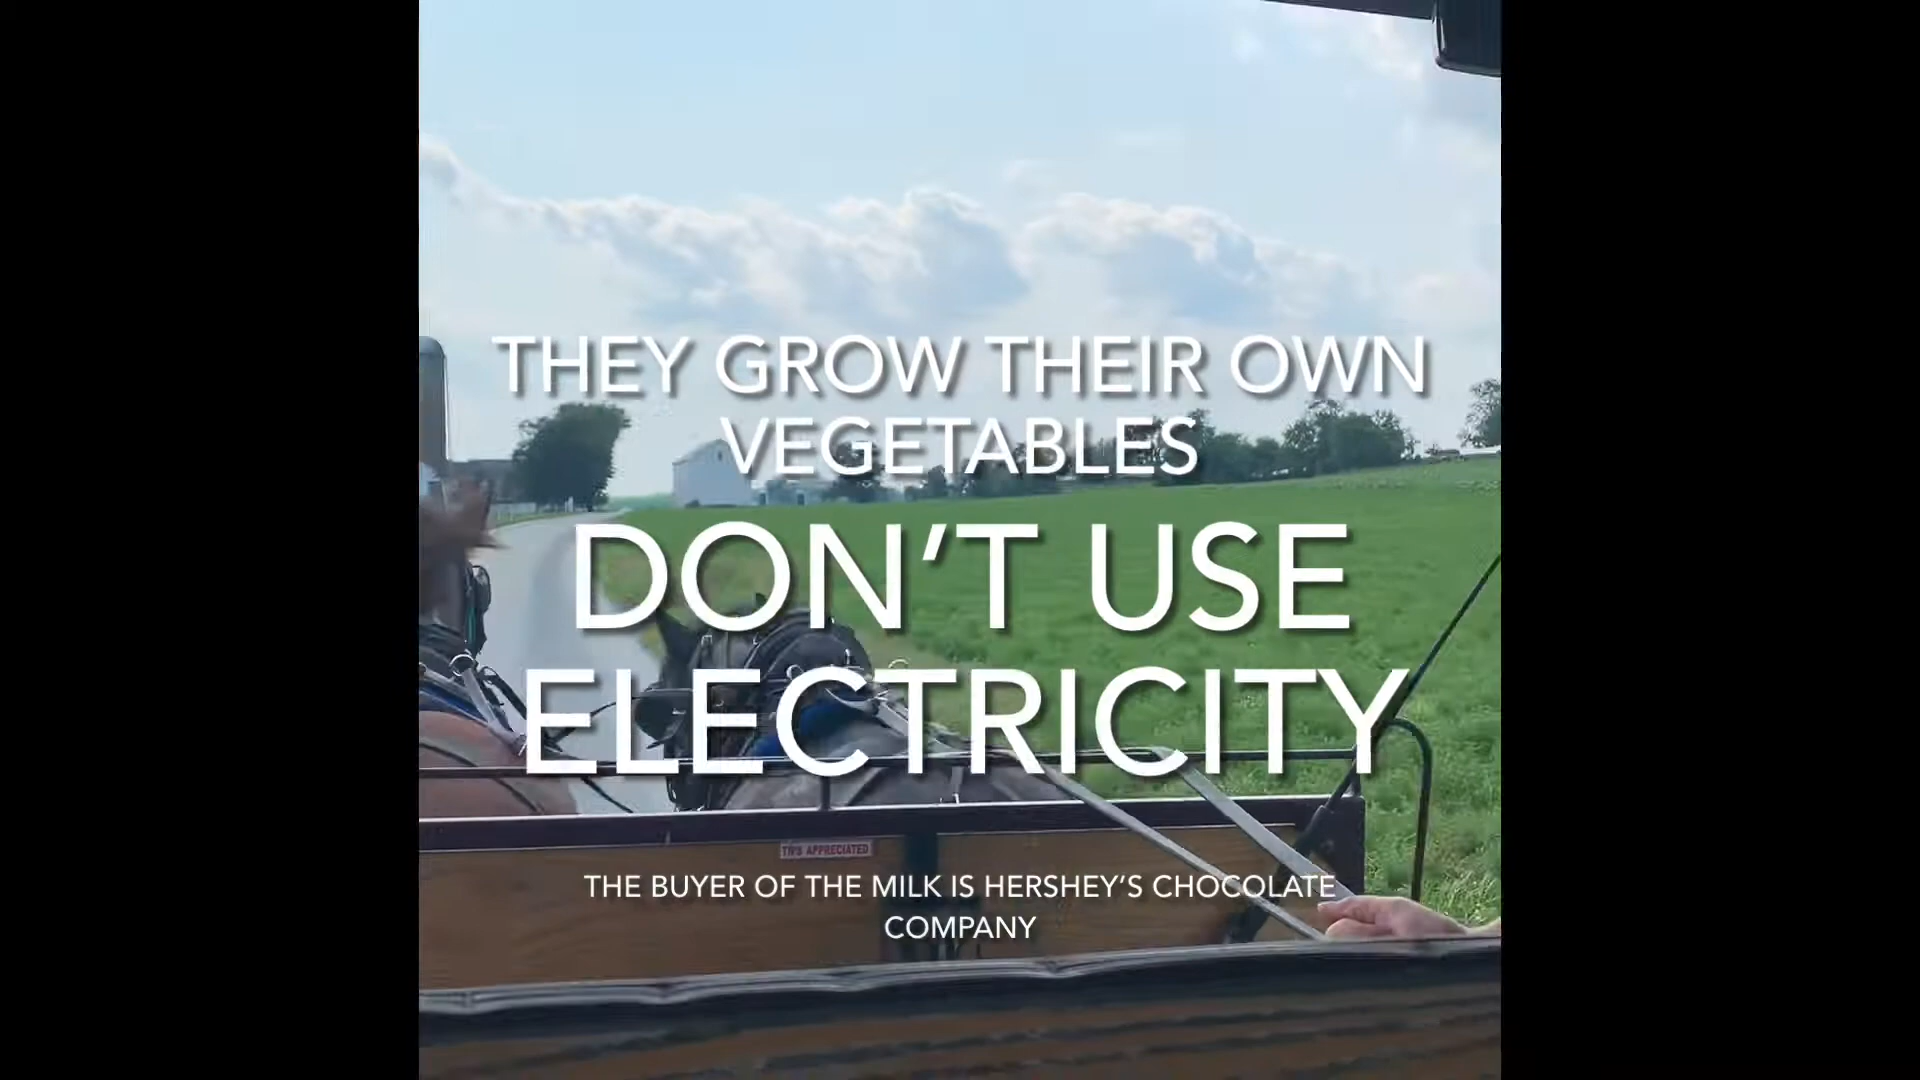 THEY GROW THEIR OWN
VEGETABLES
DON’T USE
ELECTRICITY
TIPS APPRECIATED
THE BUYER OF THE MILK IS HERSHEY’S CHOCOLATE
COMPANY